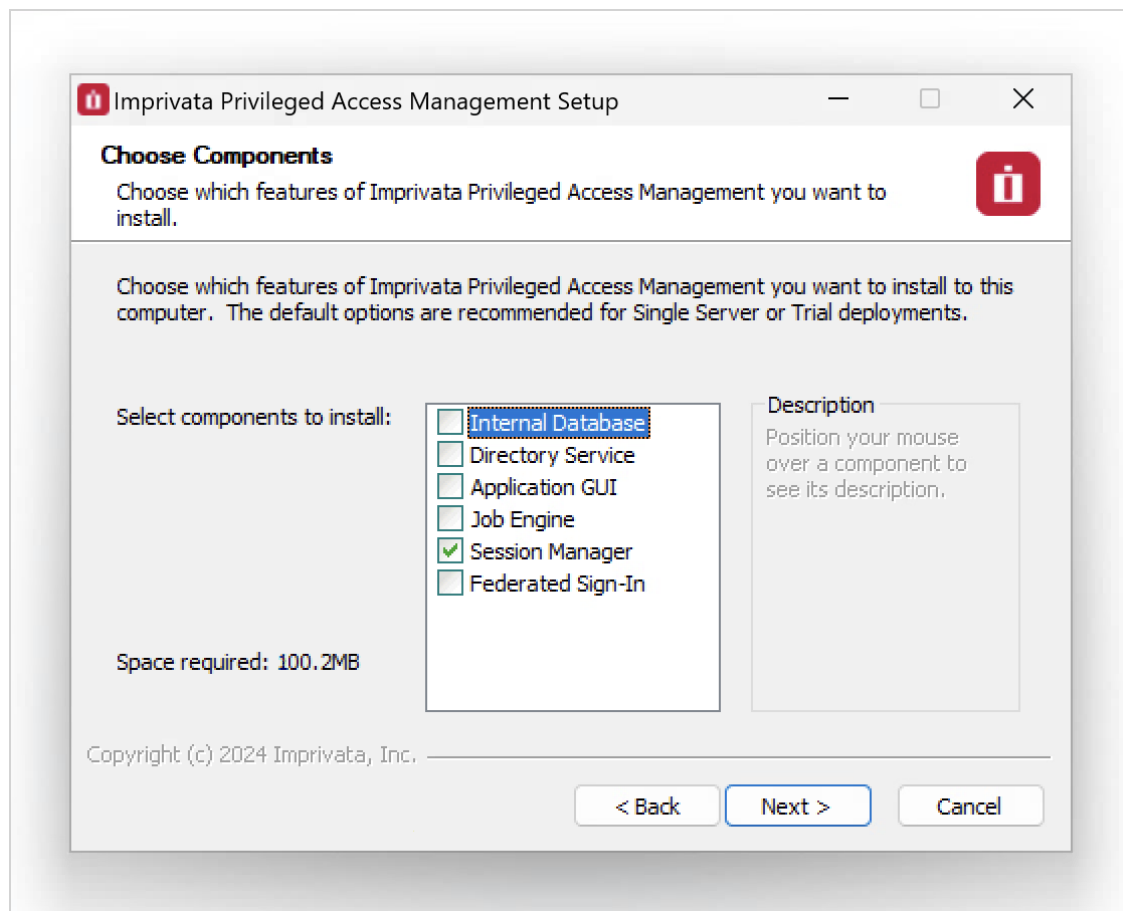 Imprivata Privileged Access Management Setup
Choose Components
Choose which features of Imprivata Privileged Access Management you want to
install.
Choose which features of Imprivata Privileged Access Management you want to install to this
computer.  The default options are recommended for Single Server or Trial deployments.
Select components to install:
Internal Database
Directory Service
Application GUI
Job Engine
Session Manager
Federated Sign-In
Description
Position your mouse
over a component to
see its description.
Space required: 100.2MB
Copyright (c) 2024 Imprivata, Inc.
< Back
Next >
Cancel